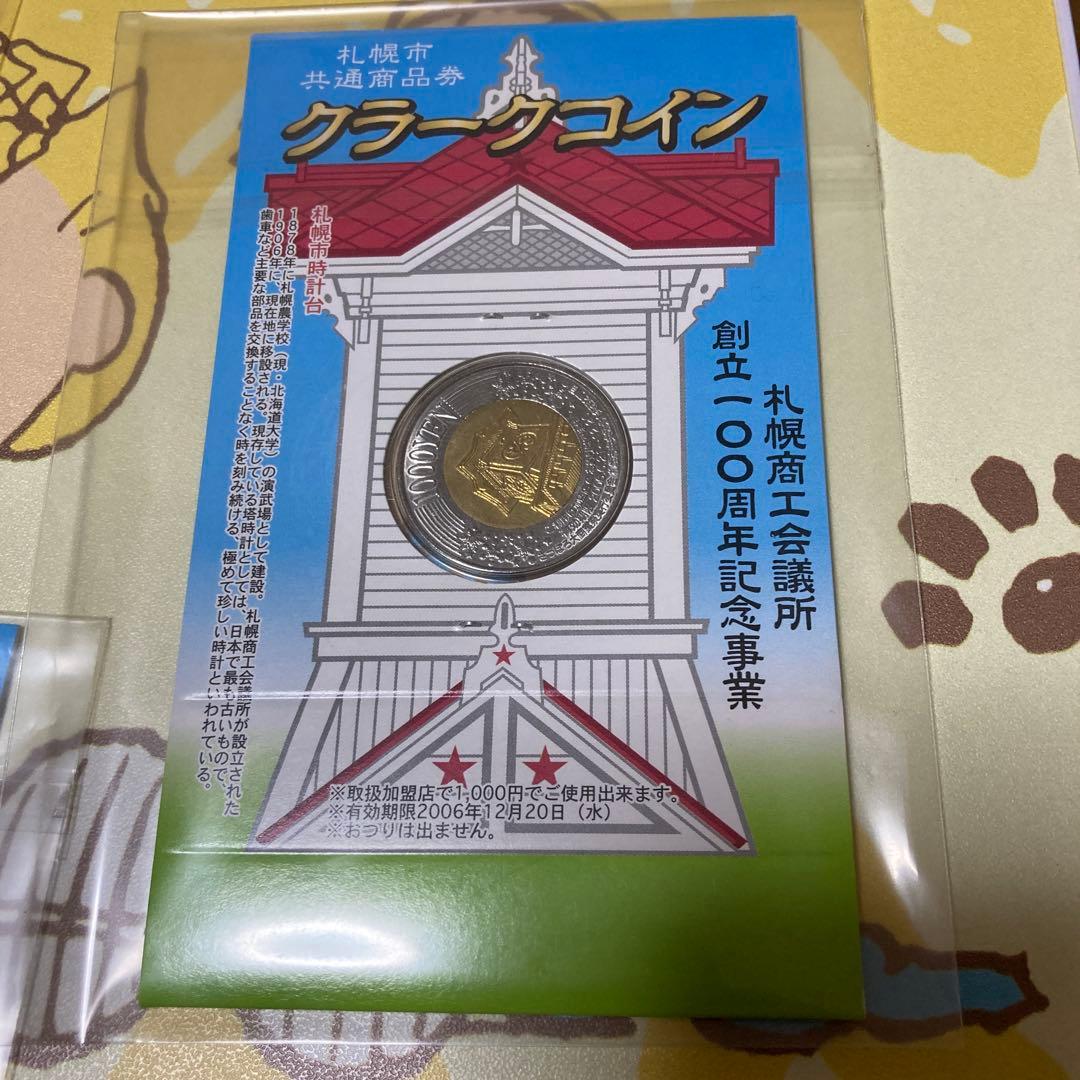 札幌市
共通商品券
クラークコイン
札幌市時計台
1878年に札幌農学校（現・北海道大学）の演武場として建設。札幌商工会議所が設立された
1906年に、現在地に移設される。現存している塔時計としては、日本で最も古いもので、
歯車など主要な部品を交換することなく時を刻み続ける、極めて珍しい時計といわれている。
札幌商工会議所
創立一〇〇周年記念事業
1000YEN
※取扱加盟店で1,000円でご使用出来ます。
※有効期限2006年12月20日（水）
※おつりは出ません。